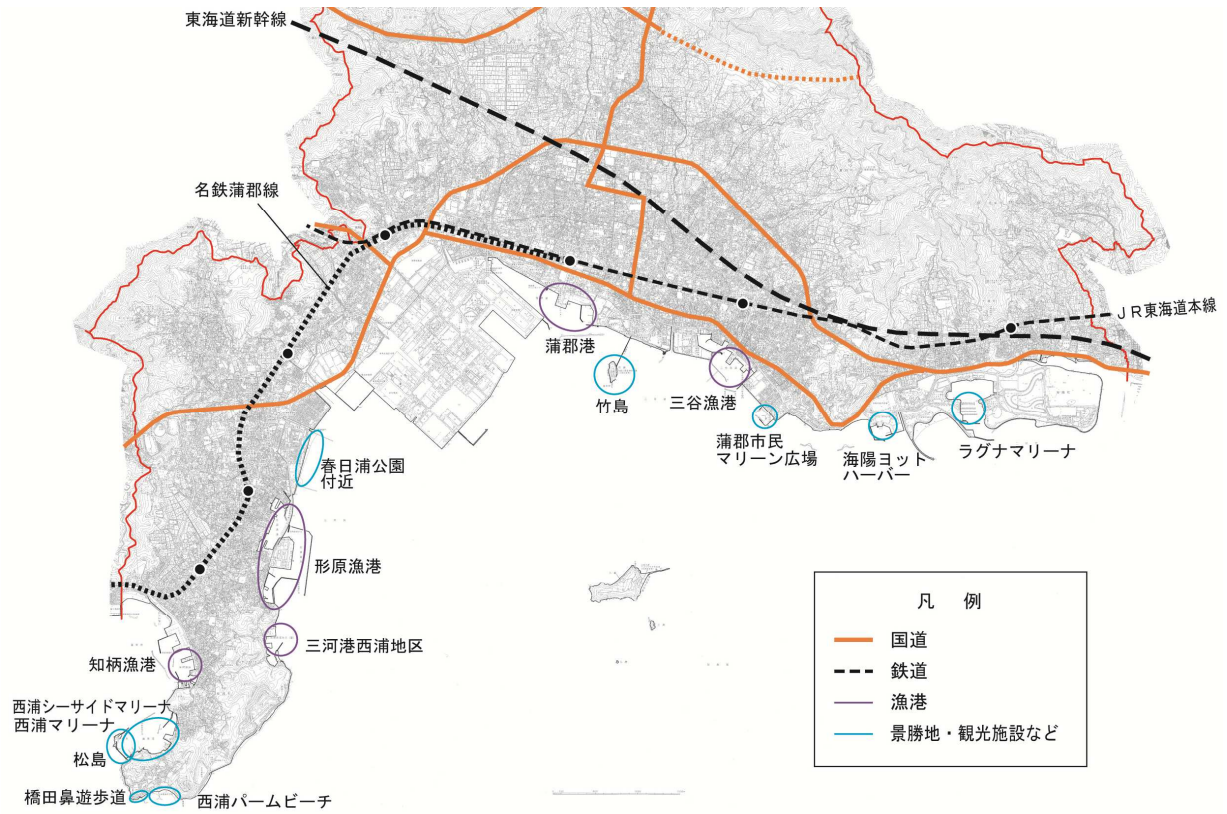 東海道新幹線
名鉄蒲郡線
JR東海道本線
蒲郡港
竹島
三谷漁港
蒲郡市民
マリーン広場
海陽ヨット
ハーバー
ラグナマリーナ
春日浦公園
付近
形原漁港
三河港西浦地区
知柄漁港
西浦シーサイドマリーナ
西浦マリーナ
松島
橋田鼻遊歩道
西浦パームビーチ
凡 例
国道
鉄道
漁港
景勝地・観光施設など